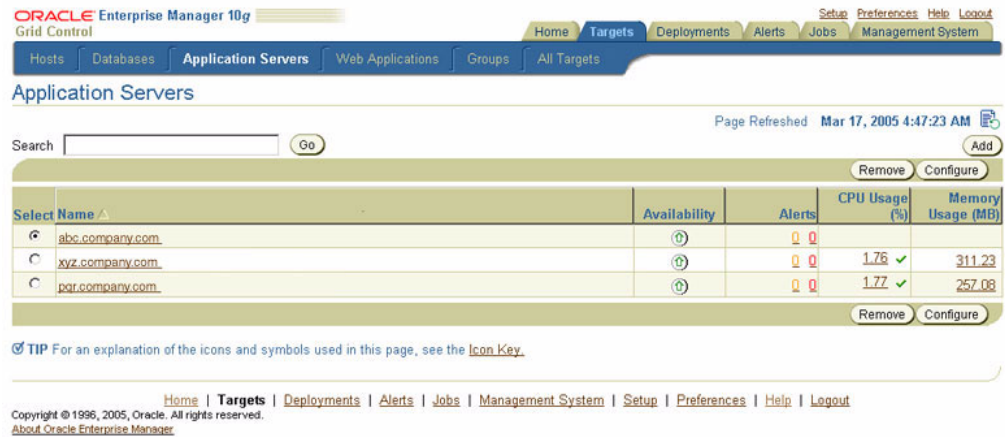 ORACLE Enterprise Manager 10g
Grid Control
Setup Preferences Help Logout
Home Targets Deployments Alerts Jobs Management System
Hosts Databases Application Servers Web Applications Groups All Targets
Application Servers
Page Refreshed Mar 17, 2005 4:47:23 AM
Search Go Add
Remove Configure
Select Name Availability Alerts CPU Usage (%) Memory Usage (MB)
abc.company.com 0 0
xyz.company.com 0 0 1.76 311.23
pqr.company.com 0 0 1.77 257.08
Remove Configure
TIP For an explanation of the icons and symbols used in this page, see the Icon Key.
Home | Targets | Deployments | Alerts | Jobs | Management System | Setup | Preferences | Help | Logout
Copyright © 1996, 2005, Oracle. All rights reserved.
About Oracle Enterprise Manager